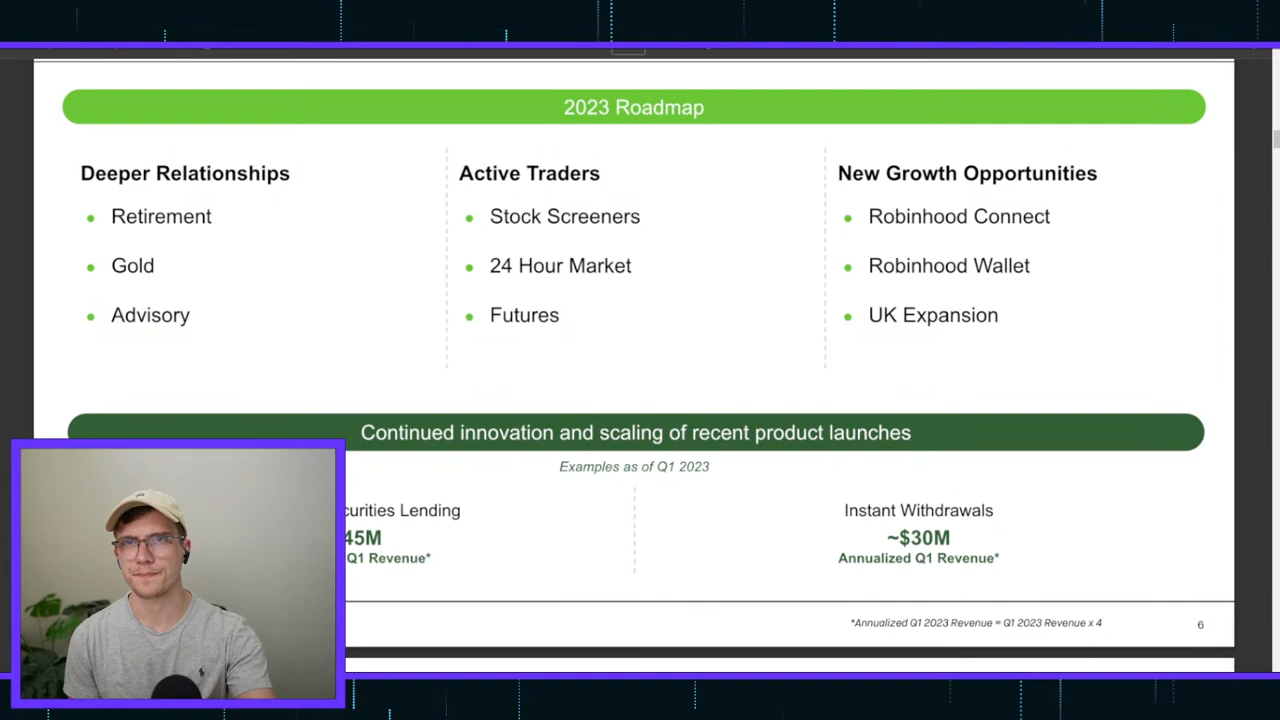 2023 Roadmap
Deeper Relationships
Retirement
Gold
Advisory
Active Traders
Stock Screeners
24 Hour Market
Futures
New Growth Opportunities
Robinhood Connect
Robinhood Wallet
UK Expansion
Continued innovation and scaling of recent product launches
Examples as of Q1 2023
Lending
45M
Q1 Revenue*
Instant Withdrawals
~$30M
Annualized Q1 Revenue*
*Annualized Q1 2023 Revenue = Q1 2023 Revenue x 4
6